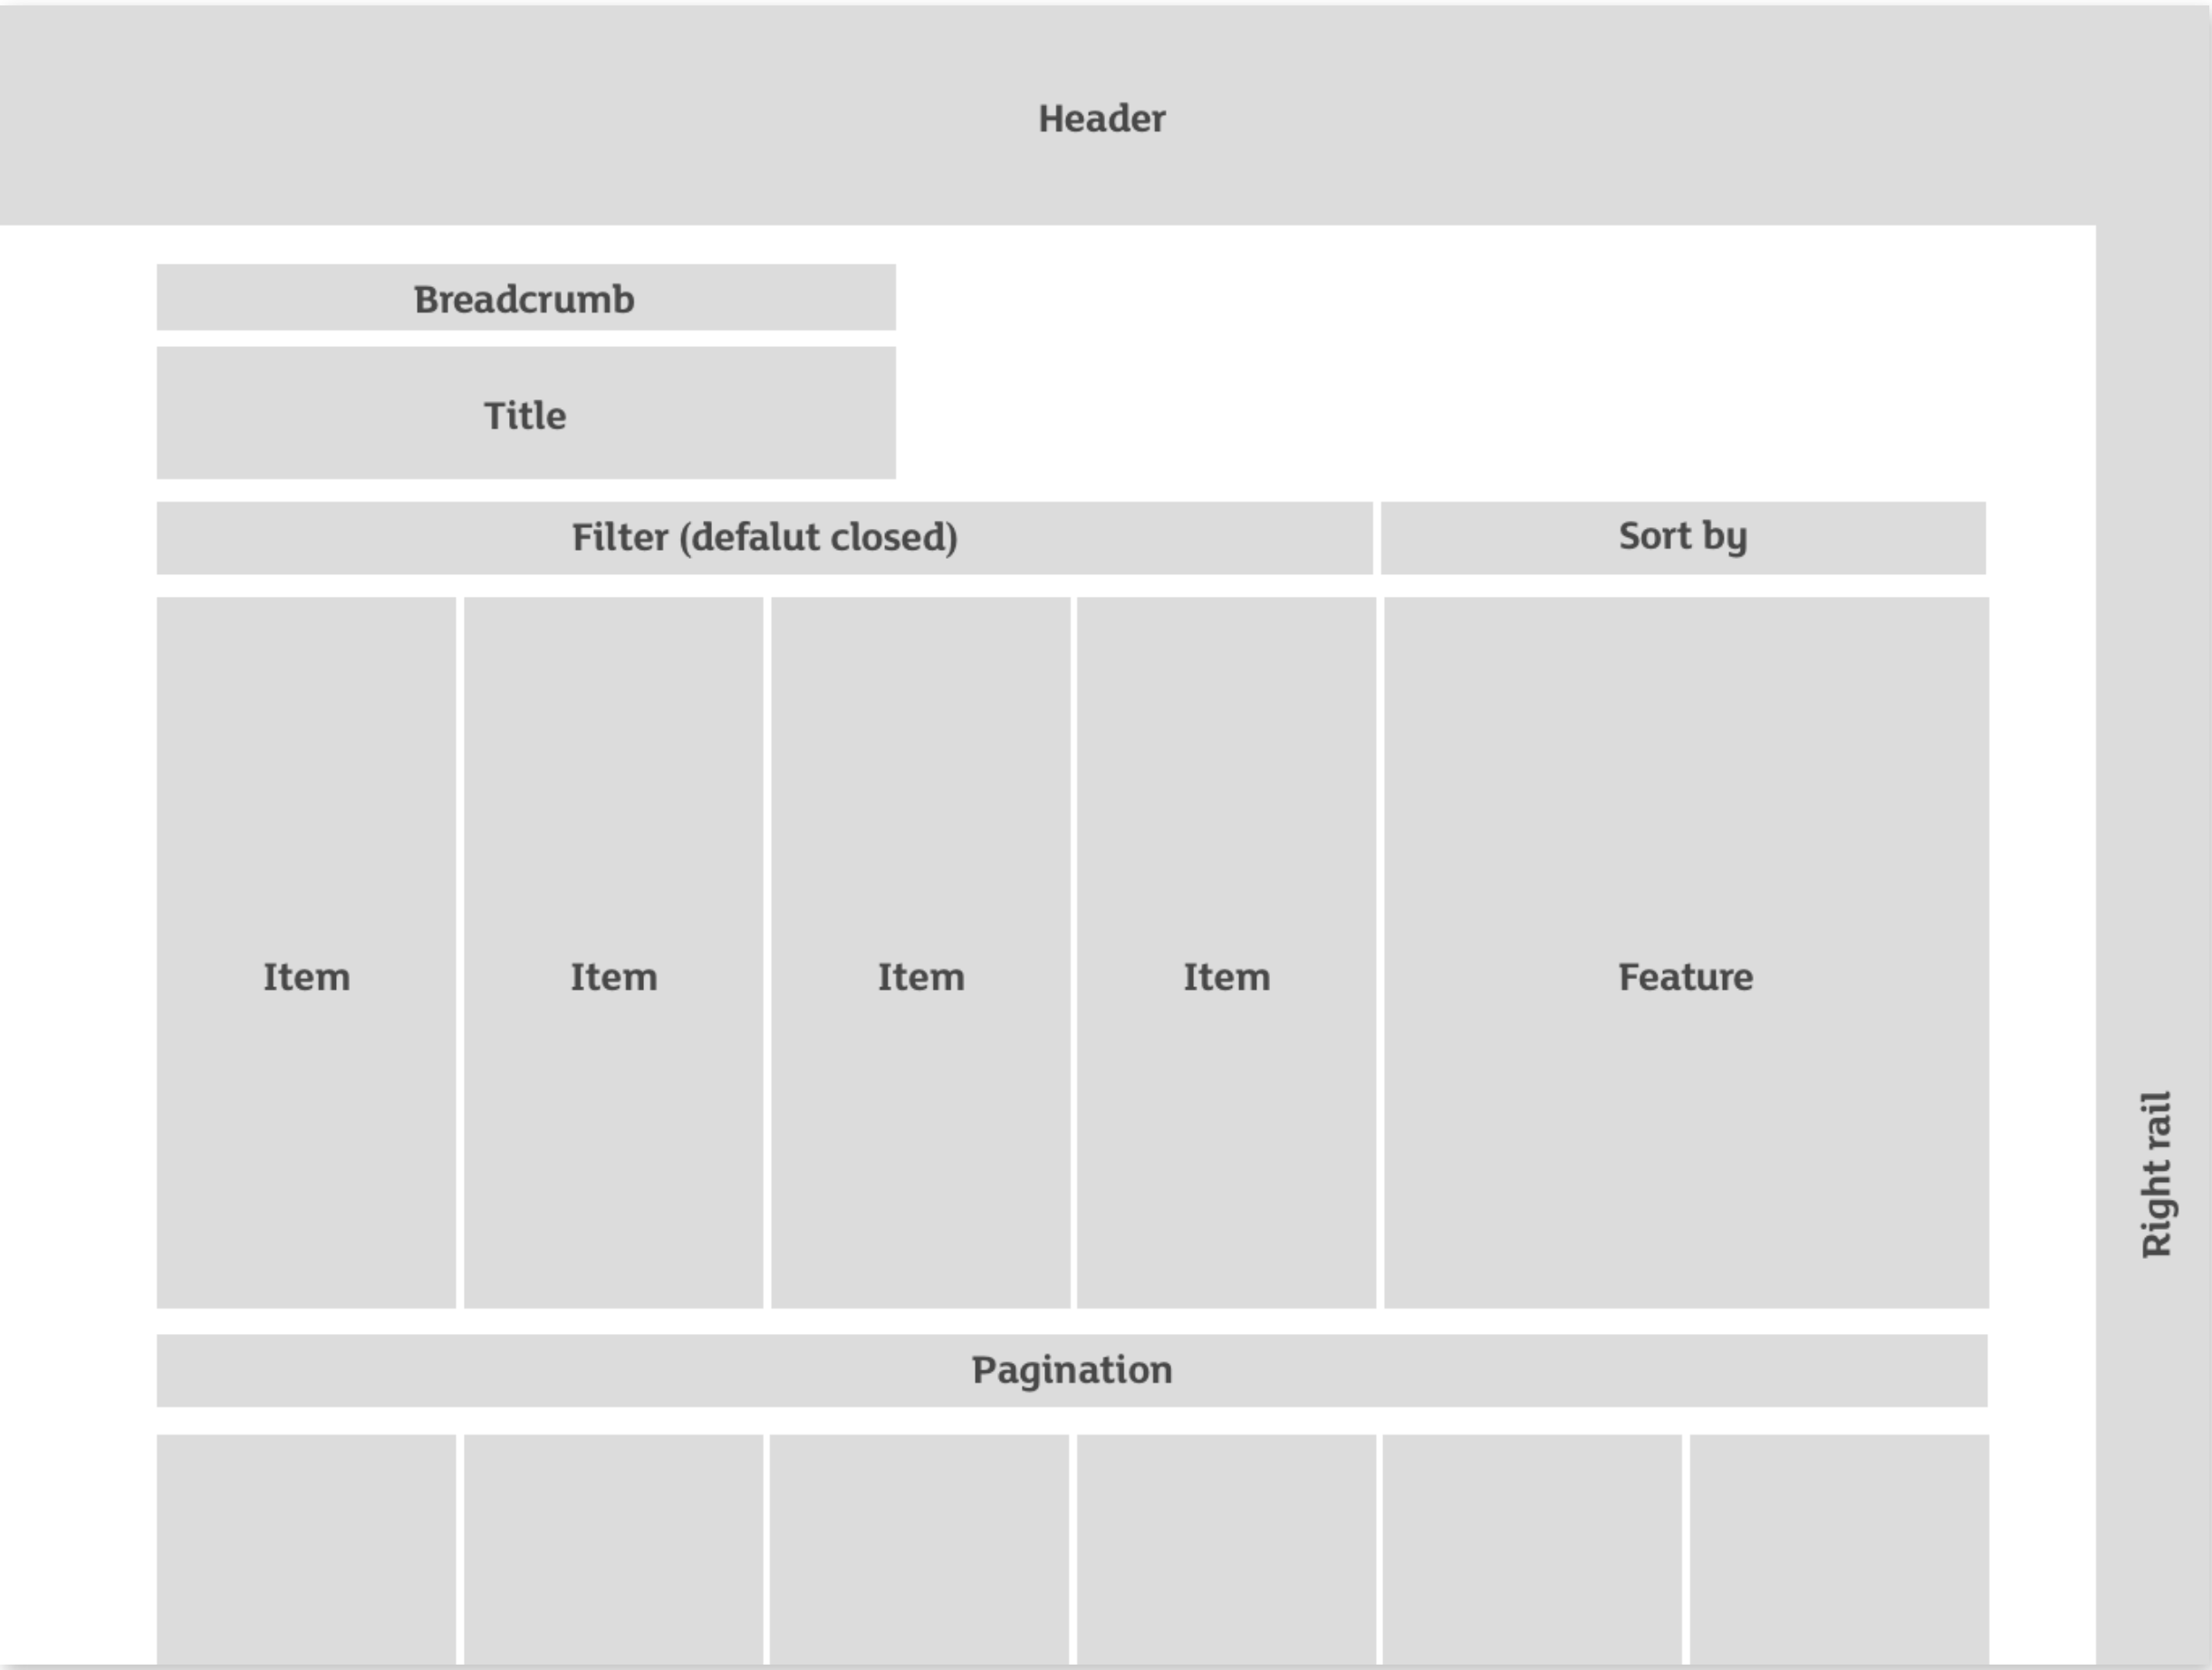 Header
Breadcrumb
Title
Filter (defalut closed)
Sort by
Item
Item
Item
Item
Feature
Right rail
Pagination